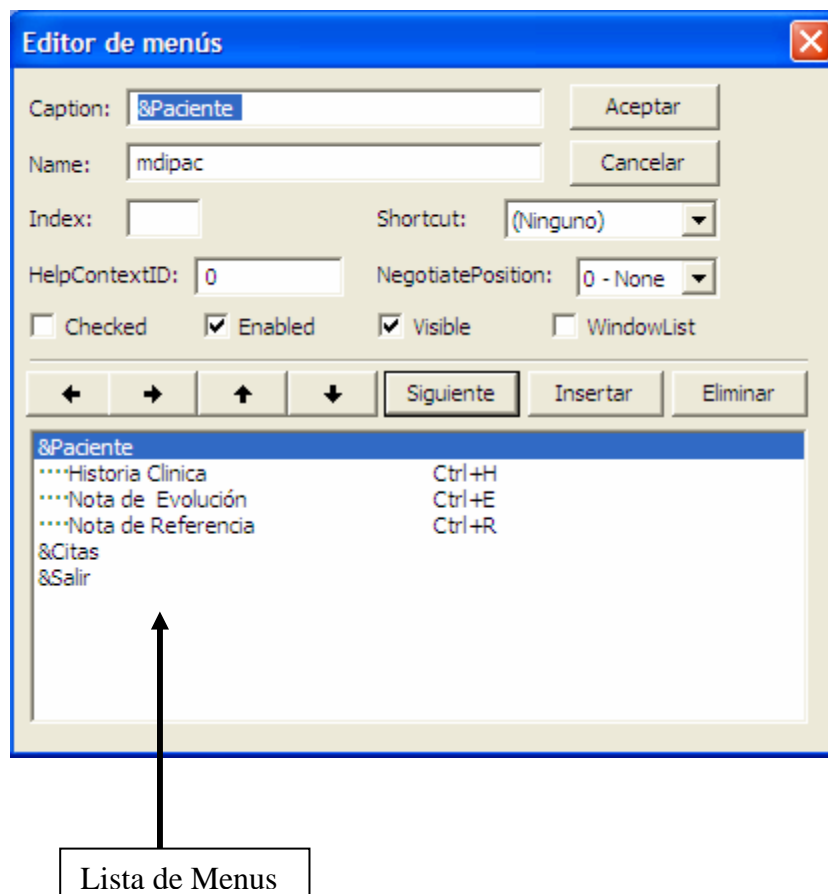 Editor de menús
Caption: &Paciente Aceptar
Name: mdipac Cancelar
Index: Shortcut: (Ninguno)
HelpContextID: 0 NegotiatePosition: 0 - None
Checked Enabled Visible WindowList
Siguiente Insertar Eliminar
&Paciente
····Historia Clinica Ctrl+H
····Nota de Evolución Ctrl+E
····Nota de Referencia Ctrl+R
&Citas
&Salir
Lista de Menus